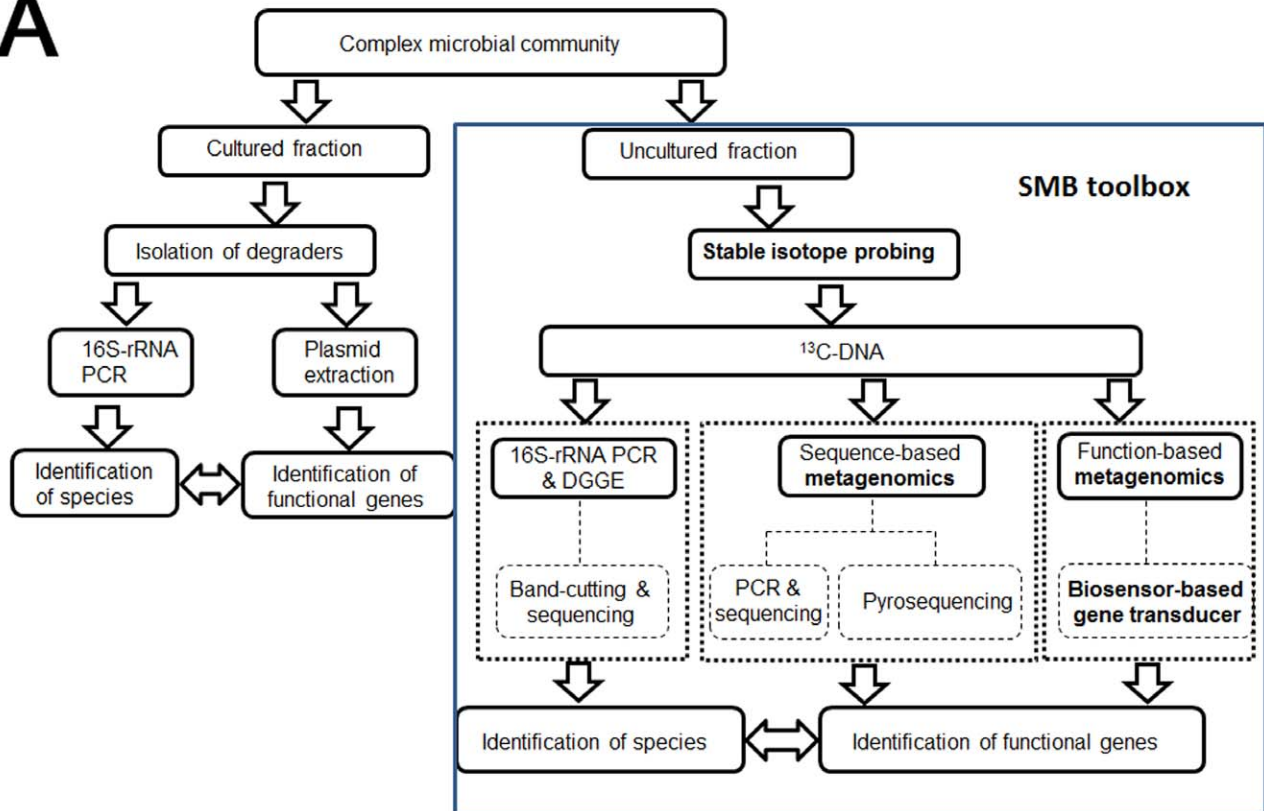 A
Complex microbial community
Cultured fraction
Uncultured fraction
SMB toolbox
Isolation of degraders
Stable isotope probing
16S-rRNA
PCR
Plasmid
extraction
¹³C-DNA
Identification
of species
Identification of
functional genes
16S-rRNA PCR
& DGGE
Sequence-based
metagenomics
Function-based
metagenomics
Band-cutting &
sequencing
PCR &
sequencing
Pyrosequencing
Biosensor-based
gene transducer
Identification of species
Identification of functional genes